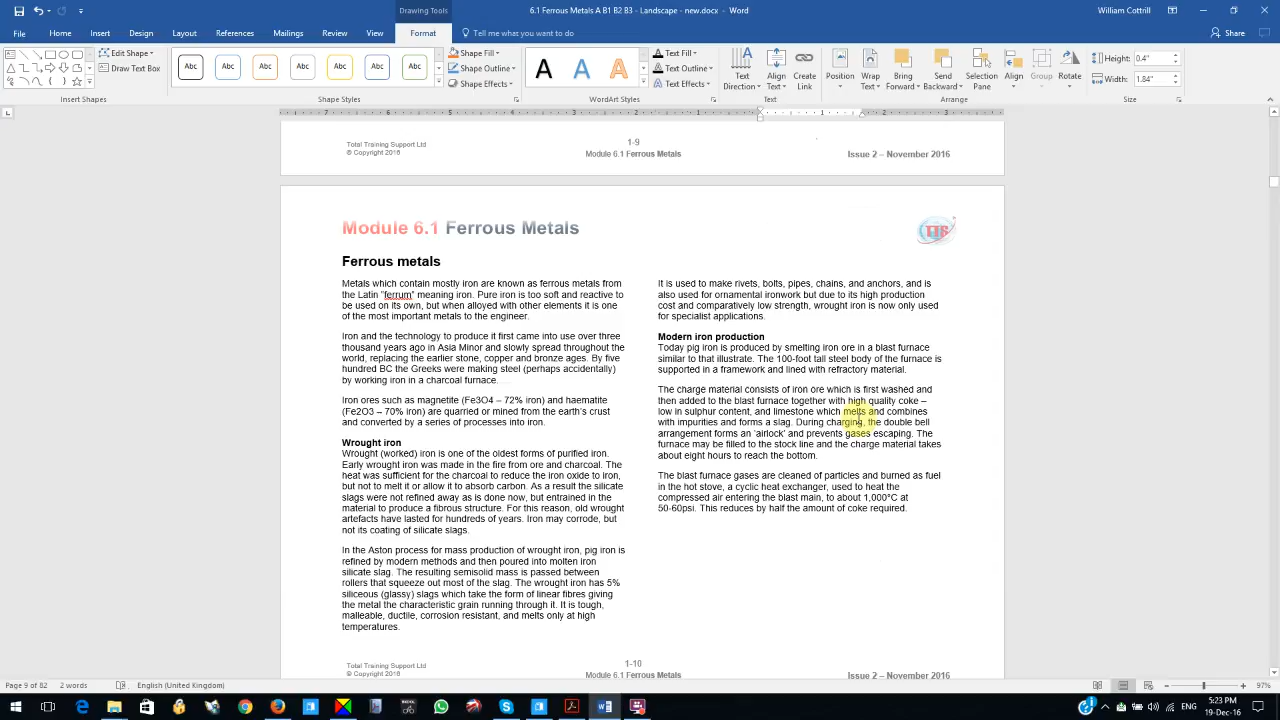 Drawing Tools
6.1 Ferrous Metals A B1 B2 B3 - Landscape - new.docx - Word
William Cottrill
File
Home
Insert
Design
Layout
References
Mailings
Review
View
Format
Tell me what you want to do
Share
Edit Shape
Draw Text Box
Insert Shapes
Abc
Abc
Abc
Abc
Abc
Abc
Abc
Shape Fill
Shape Outline
Shape Effects
Shape Styles
A
A
A
Text Fill
Text Outline
Text Effects
WordArt Styles
Text Direction
Align Text
Create Link
Text
Position
Wrap Text
Bring Forward
Send Backward
Selection Pane
Align
Group
Rotate
Arrange
Height: 0.4"
Width: 1.84"
Size
Total Training Support Ltd
© Copyright 2016
1-9
Module 6.1 Ferrous Metals
Issue 2 – November 2016
Module 6.1 Ferrous Metals
TTS
Ferrous metals
Metals which contain mostly iron are known as ferrous metals from
the Latin "ferrum" meaning iron. Pure iron is too soft and reactive to
be used on its own, but when alloyed with other elements it is one
of the most important metals to the engineer.
Iron and the technology to produce it first came into use over three
thousand years ago in Asia Minor and slowly spread throughout the
world, replacing the earlier stone, copper and bronze ages. By five
hundred BC the Greeks were making steel (perhaps accidentally)
by working iron in a charcoal furnace.
Iron ores such as magnetite (Fe3O4 – 72% iron) and haematite
(Fe2O3 – 70% iron) are quarried or mined from the earth's crust
and converted by a series of processes into iron.
Wrought iron
Wrought (worked) iron is one of the oldest forms of purified iron.
Early wrought iron was made in the fire from ore and charcoal. The
heat was sufficient for the charcoal to reduce the iron oxide to iron,
but not to melt it or allow it to absorb carbon. As a result the silicate
slags were not refined away as is done now, but entrained in the
material to produce a fibrous structure. For this reason, old wrought
artefacts have lasted for hundreds of years. Iron may corrode, but
not its coating of silicate slags.
In the Aston process for mass production of wrought iron, pig iron is
refined by modern methods and then poured into molten iron
silicate slag. The resulting semisolid mass is passed between
rollers that squeeze out most of the slag. The wrought iron has 5%
siliceous (glassy) slags which take the form of linear fibres giving
the metal the characteristic grain running through it. It is tough,
malleable, ductile, corrosion resistant, and melts only at high
temperatures.
It is used to make rivets, bolts, pipes, chains, and anchors, and is
also used for ornamental ironwork but due to its high production
cost and comparatively low strength, wrought iron is now only used
for specialist applications.
Modern iron production
Today pig iron is produced by smelting iron ore in a blast furnace
similar to that illustrate. The 100-foot tall steel body of the furnace is
supported in a framework and lined with refractory material.
The charge material consists of iron ore which is first washed and
then added to the blast furnace together with high quality coke –
low in sulphur content, and limestone which melts and combines
with impurities and forms a slag. During charging, the double bell
arrangement forms an 'airlock' and prevents gases escaping. The
furnace may be filled to the stock line and the charge material takes
about eight hours to reach the bottom.
The blast furnace gases are cleaned of particles and burned as fuel
in the hot stove, a cyclic heat exchanger, used to heat the
compressed air entering the blast main, to about 1,000°C at
50-60psi. This reduces by half the amount of coke required.
Total Training Support Ltd
© Copyright 2016
1-10
Module 6.1 Ferrous Metals
Issue 2 – November 2016
Page 9 of 82
2 words
English (United Kingdom)
97%
ENG
5:23 PM
19-Dec-16